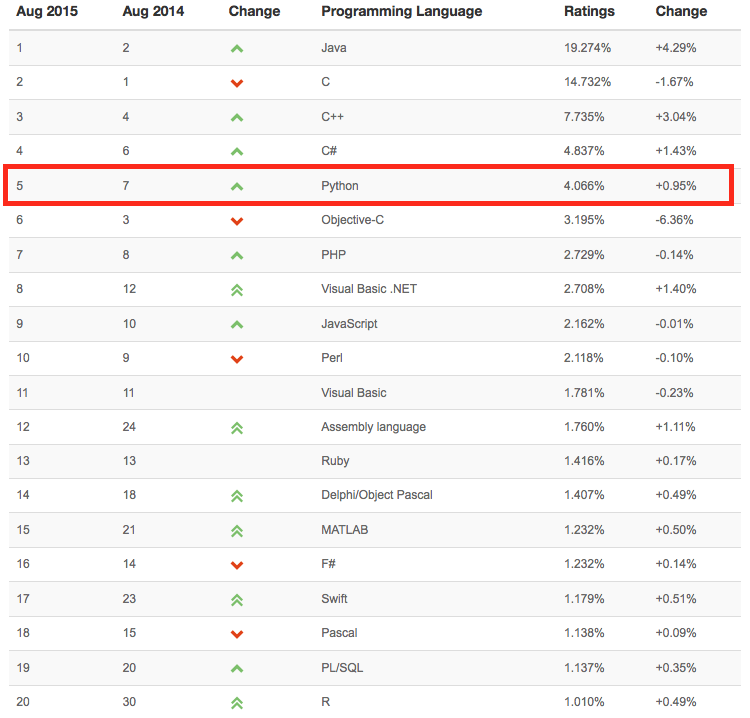 Aug 2015 Aug 2014 Change Programming Language Ratings Change
1 2 Java 19.274% +4.29%
2 1 C 14.732% -1.67%
3 4 C++ 7.735% +3.04%
4 6 C# 4.837% +1.43%
5 7 Python 4.066% +0.95%
6 3 Objective-C 3.195% -6.36%
7 8 PHP 2.729% -0.14%
8 12 Visual Basic .NET 2.708% +1.40%
9 10 JavaScript 2.162% -0.01%
10 9 Perl 2.118% -0.10%
11 11 Visual Basic 1.781% -0.23%
12 24 Assembly language 1.760% +1.11%
13 13 Ruby 1.416% +0.17%
14 18 Delphi/Object Pascal 1.407% +0.49%
15 21 MATLAB 1.232% +0.50%
16 14 F# 1.232% +0.14%
17 23 Swift 1.179% +0.51%
18 15 Pascal 1.138% +0.09%
19 20 PL/SQL 1.137% +0.35%
20 30 R 1.010% +0.49%